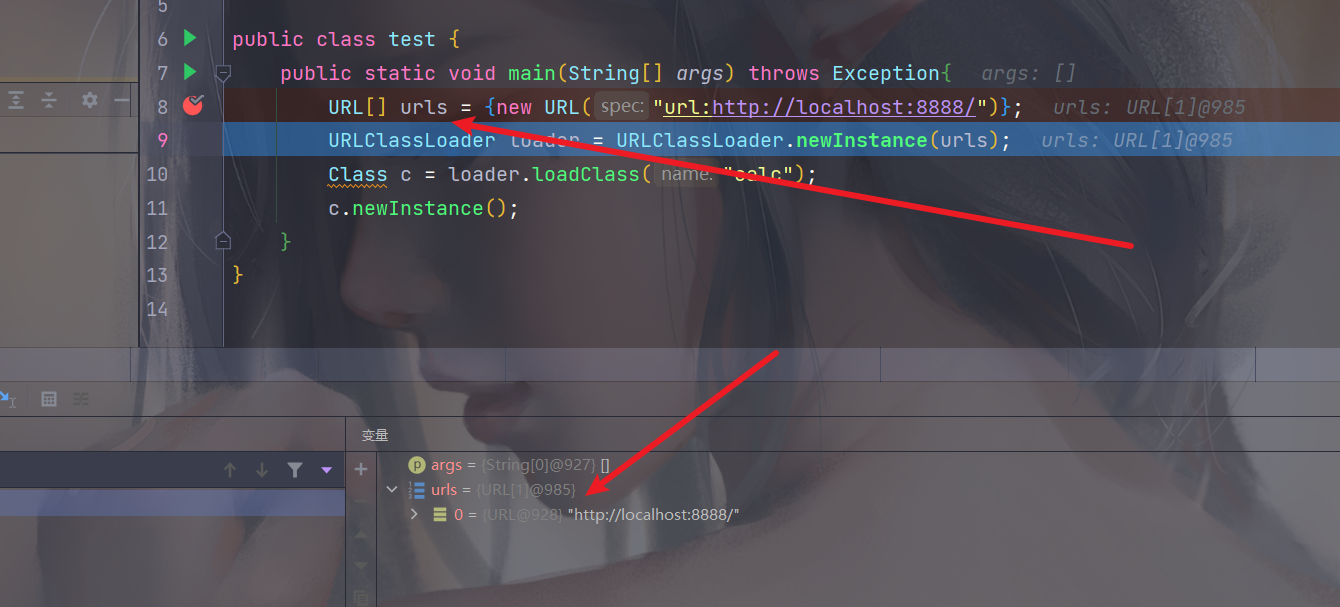 5
6 public class test {
7 public static void main(String[] args) throws Exception{ args: []
8 URL[] urls = {new URL( spec: "url:http://localhost:8888/")}; urls: URL[1]@985
9 URLClassLoader loader = URLClassLoader.newInstance(urls); urls: URL[1]@985
10 Class c = loader.loadClass( name: "calc");
11 c.newInstance();
12 }
13 }
14
变量
p args = {String[0]@927} []
urls = {URL[1]@985}
0 = {URL@928} "http://localhost:8888/"